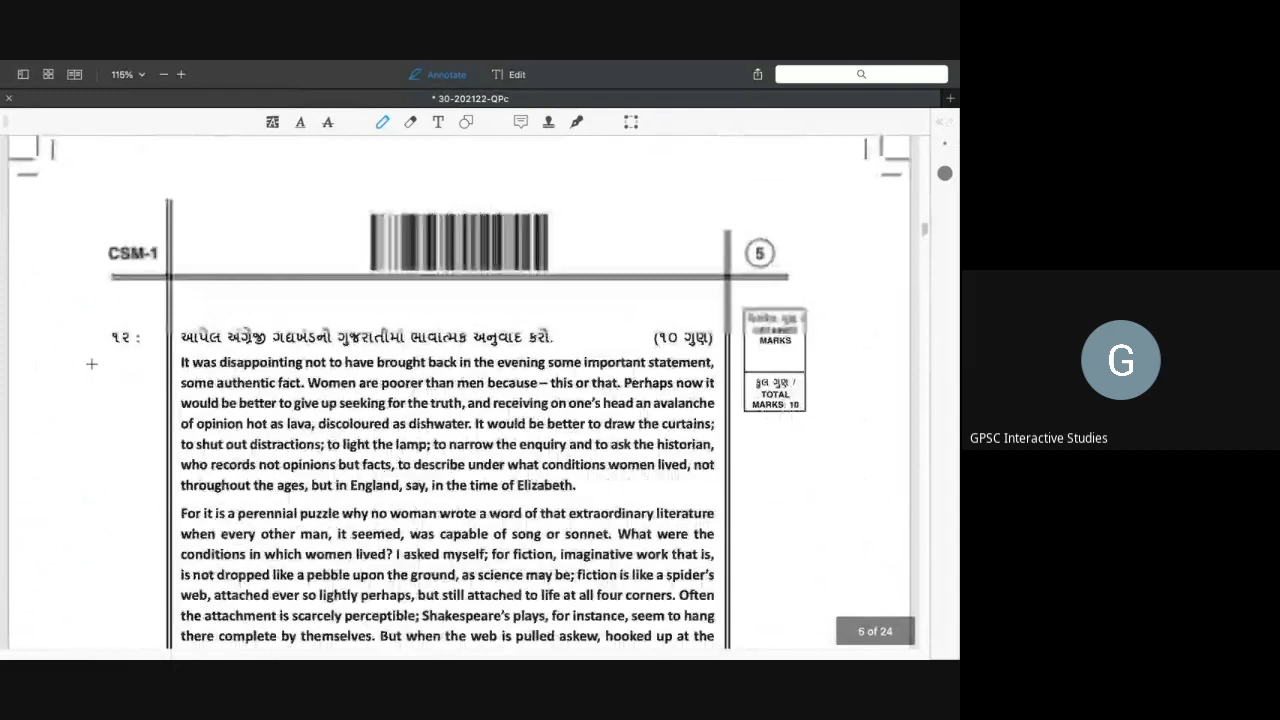 115%
Annotate
Edit
* 30-202122-QPc
CSM-1
5
૧૨ :
આપેલ અંગ્રેજી ગદ્યખંડનો ગુજરાતીમાં ભાવાત્મક અનુવાદ કરો. (૧૦ ગુણ)
MARKS
It was disappointing not to have brought back in the evening some important statement,
some authentic fact. Women are poorer than men because – this or that. Perhaps now it
would be better to give up seeking for the truth, and receiving on one's head an avalanche
of opinion hot as lava, discoloured as dishwater. It would be better to draw the curtains;
to shut out distractions; to light the lamp; to narrow the enquiry and to ask the historian,
who records not opinions but facts, to describe under what conditions women lived, not
throughout the ages, but in England, say, in the time of Elizabeth.
કુલ ગુણ /
TOTAL
MARKS: 10
For it is a perennial puzzle why no woman wrote a word of that extraordinary literature
when every other man, it seemed, was capable of song or sonnet. What were the
conditions in which women lived? I asked myself; for fiction, imaginative work that is,
is not dropped like a pebble upon the ground, as science may be; fiction is like a spider's
web, attached ever so lightly perhaps, but still attached to life at all four corners. Often
the attachment is scarcely perceptible; Shakespeare's plays, for instance, seem to hang
there complete by themselves. But when the web is pulled askew, hooked up at the
6 of 24
G
GPSC Interactive Studies